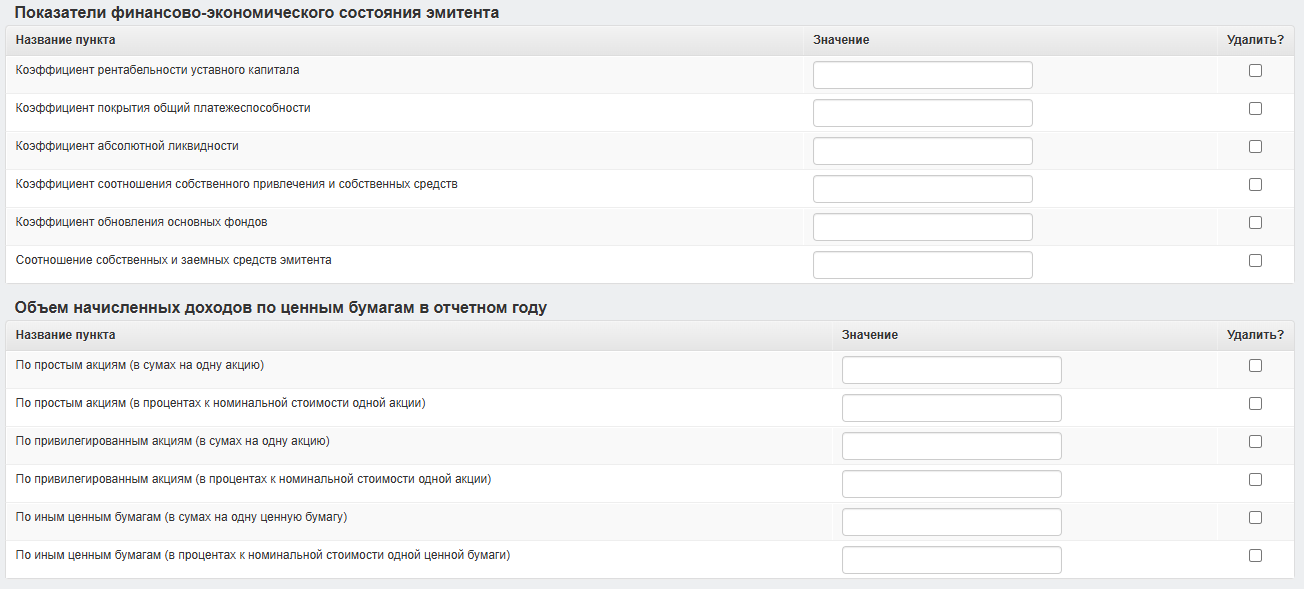 Показатели финансово-экономического состояния эмитента
Название пункта Значение Удалить?
Коэффициент рентабельности уставного капитала
Коэффициент покрытия общий платежеспособности
Коэффициент абсолютной ликвидности
Коэффициент соотношения собственного привлечения и собственных средств
Коэффициент обновления основных фондов
Соотношение собственных и заемных средств эмитента
Объем начисленных доходов по ценным бумагам в отчетном году
Название пункта Значение Удалить?
По простым акциям (в сумах на одну акцию)
По простым акциям (в процентах к номинальной стоимости одной акции)
По привилегированным акциям (в сумах на одну акцию)
По привилегированным акциям (в процентах к номинальной стоимости одной акции)
По иным ценным бумагам (в сумах на одну ценную бумагу)
По иным ценным бумагам (в процентах к номинальной стоимости одной ценной бумаги)